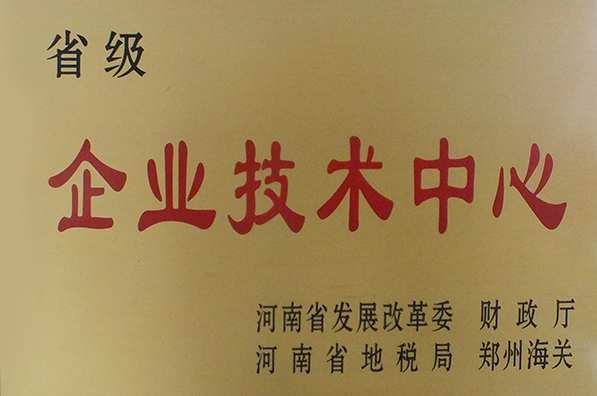 省级
企业技术中心
河南省发展改革委 财政厅
河南省地税局 郑州海关